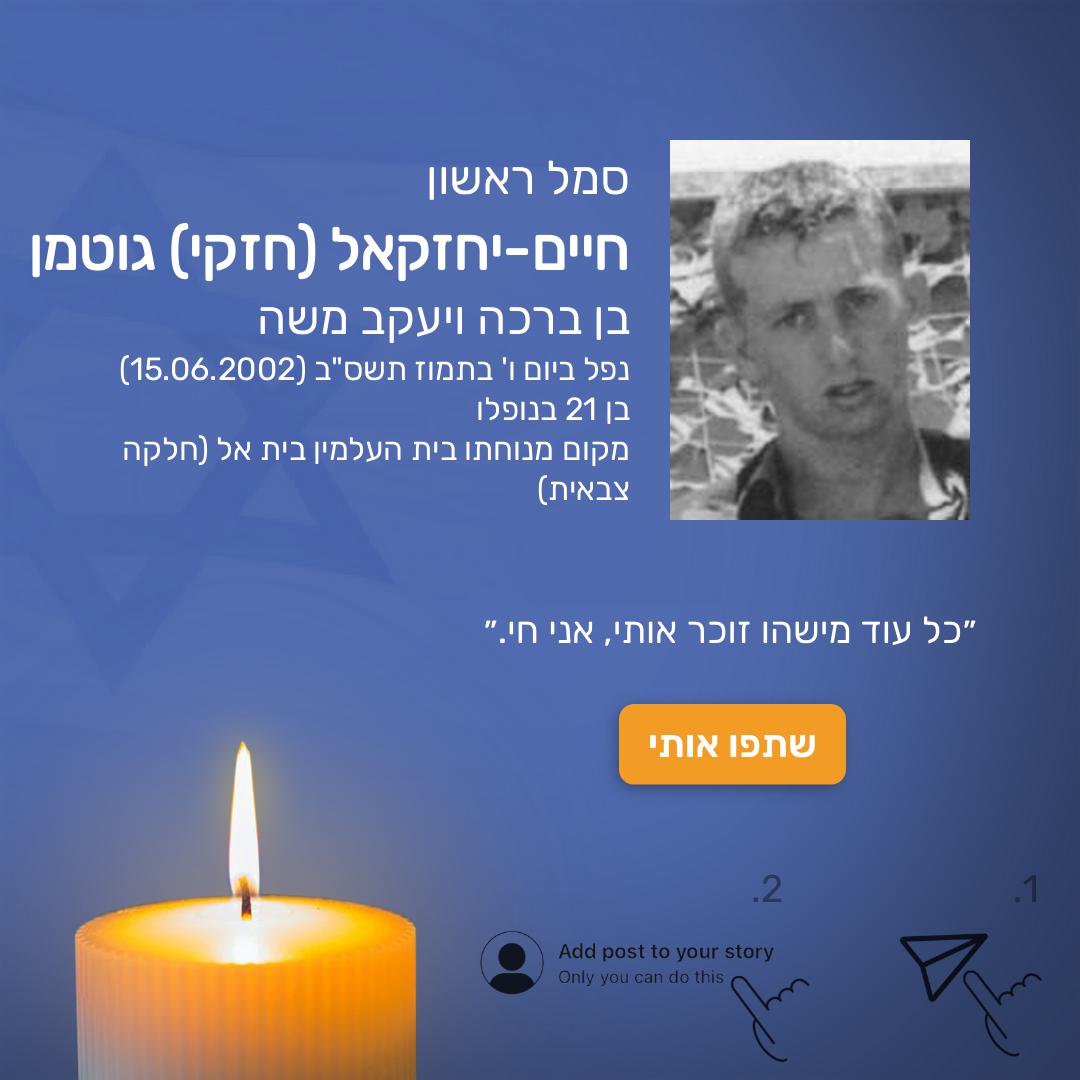 סמל ראשון
חיים-יחזקאל (חזקי) גוטמן
בן ברכה ויעקב משה
נפל ביום ו' בתמוז תשס"ב (15.06.2002)
בן 21 בנופלו
מקום מנוחתו בית העלמין בית אל (חלקה
צבאית)
״כל עוד מישהו זוכר אותי, אני חי.״
שתפו אותי
.1
.2
Add post to your story
Only you can do this